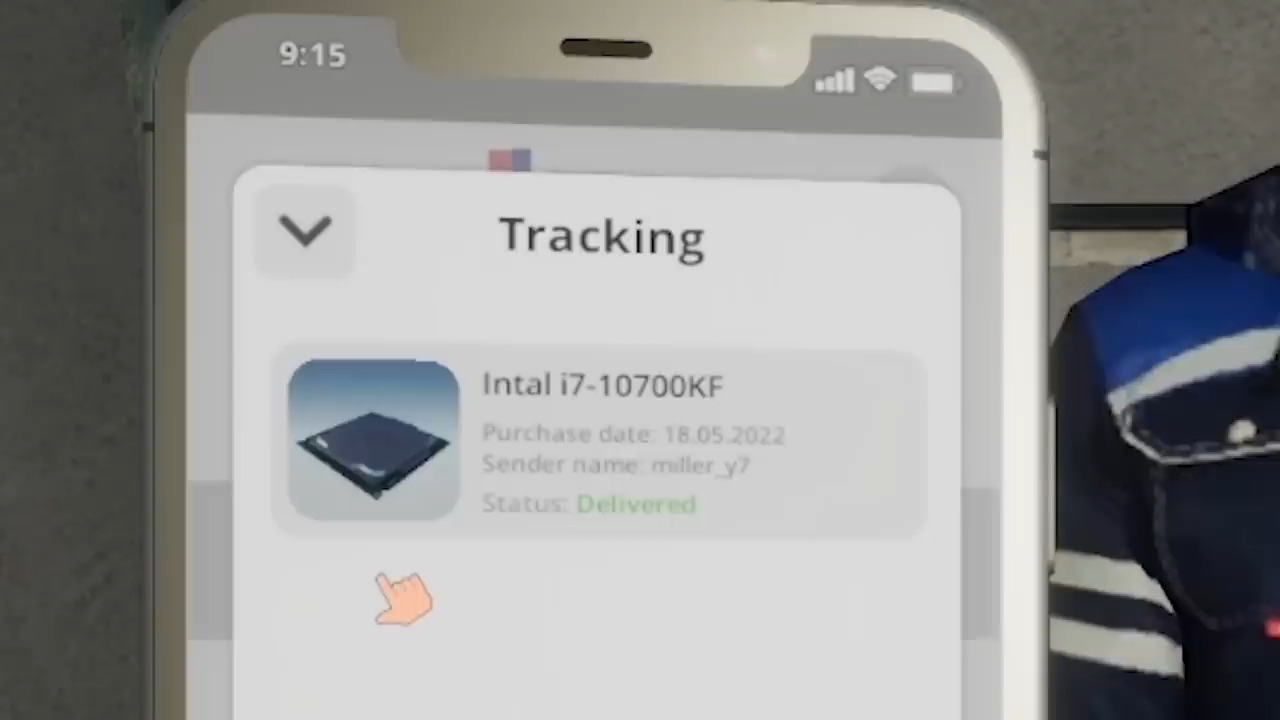 9:15
Tracking
Intal i7-10700KF
Purchase date: 18.05.2022
Sender name: miller_y7
Status: Delivered